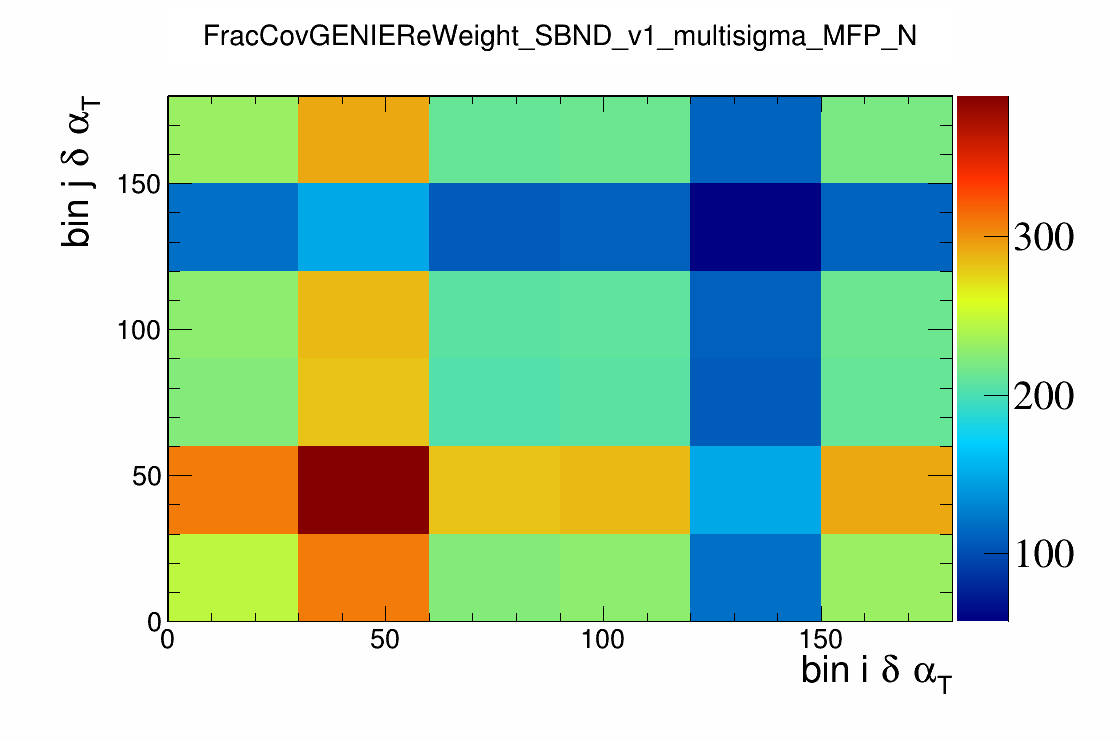 FracCovGENIEReWeight_SBND_v1_multisigma_MFP_N
bin j δ α_T
150
100
50
0
0 50 100 150
bin i δ α_T
300
200
100